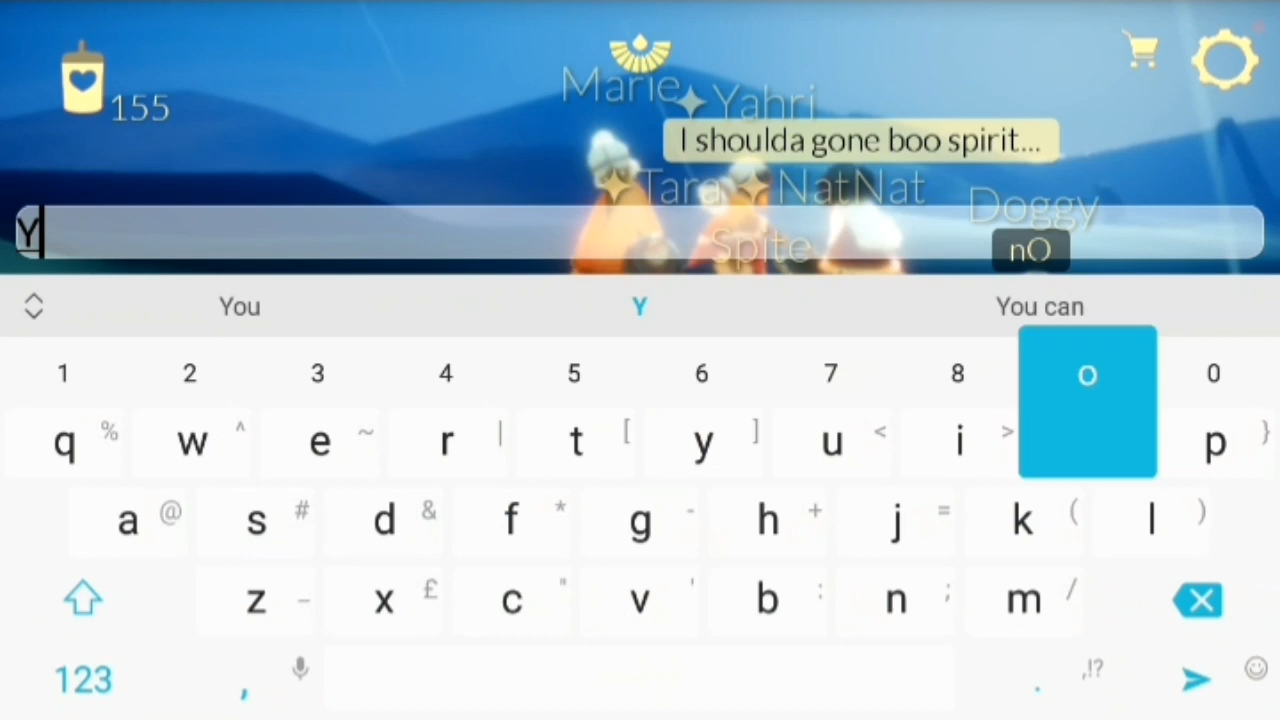 155
Marie
Yahri
I shoulda gone boo spirit...
Tara
NatNat
Doggy
Spite
nO
Y
You
Y
You can
1 2 3 4 5 6 7 8 0
o
q % w ^ e ~ r | t [ y ] u < i > p }
a @ s # d & f * g - h + j = k ( l )
z _ x £ c " v ' b : n ; m /
123 , . ,!?